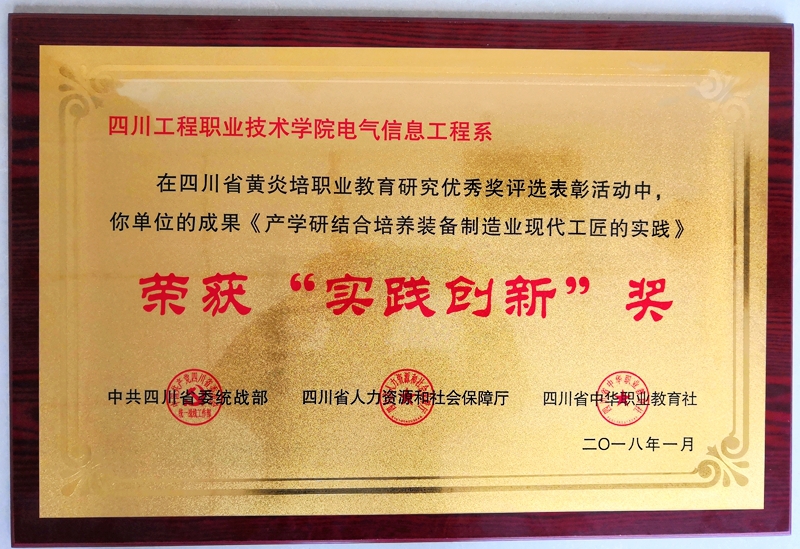 四川工程职业技术学院电气信息工程系
在四川省黄炎培职业教育研究优秀奖评选表彰活动中，
你单位的成果《产学研结合培养装备制造业现代工匠的实践》
荣获“实践创新”奖
中共四川省委统战部 四川省人力资源和社会保障厅 四川省中华职业教育社
二〇一八年一月